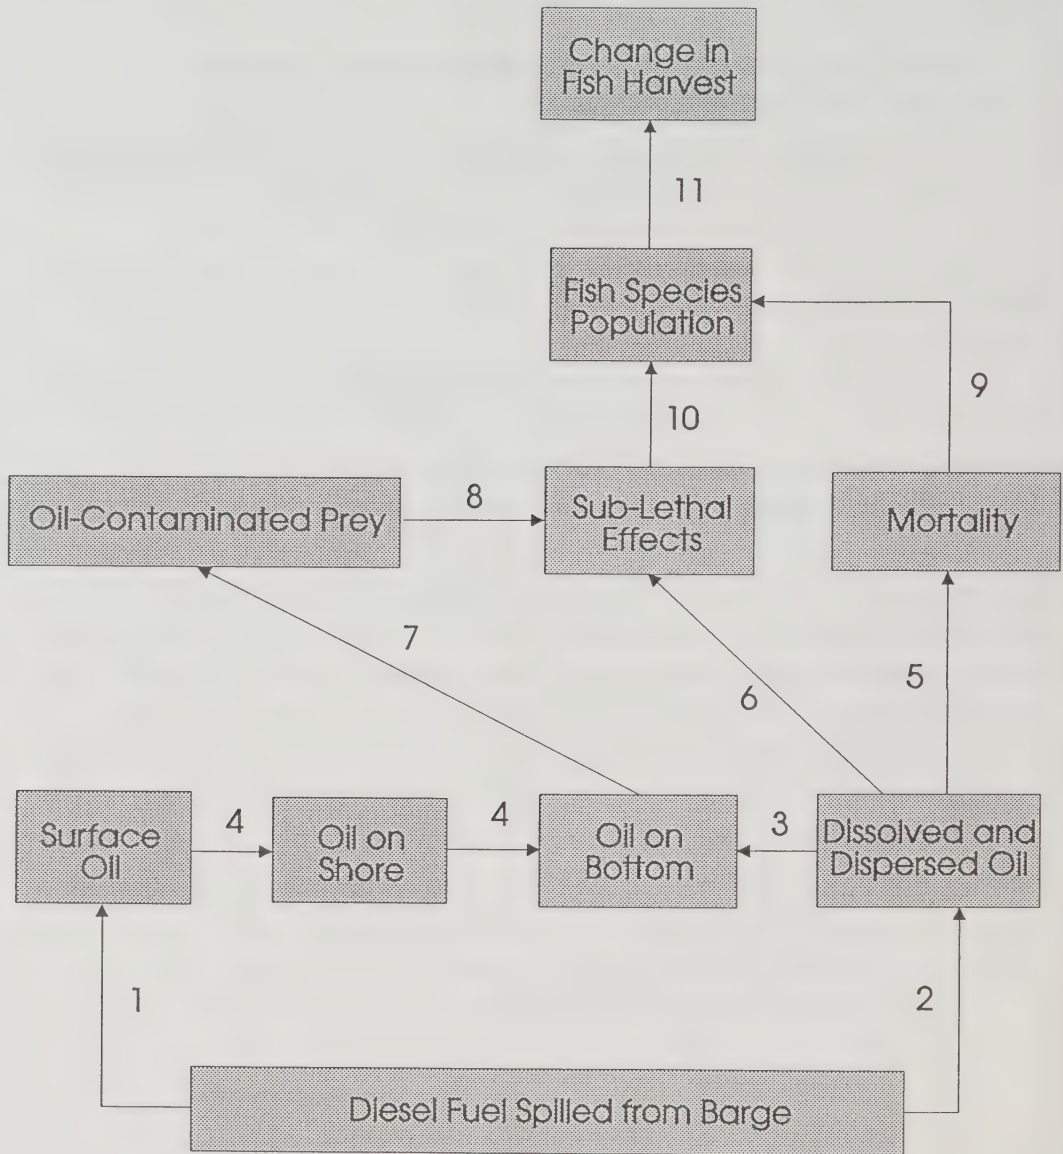 Change in
Fish Harvest
11
Fish Species
Population
9
10
Oil-Contaminated Prey
8
Sub-Lethal
Effects
Mortality
7
6
5
Surface
Oil
4
Oil on
Shore
4
Oil on
Bottom
3
Dissolved and
Dispersed Oil
1
2
Diesel Fuel Spilled from Barge